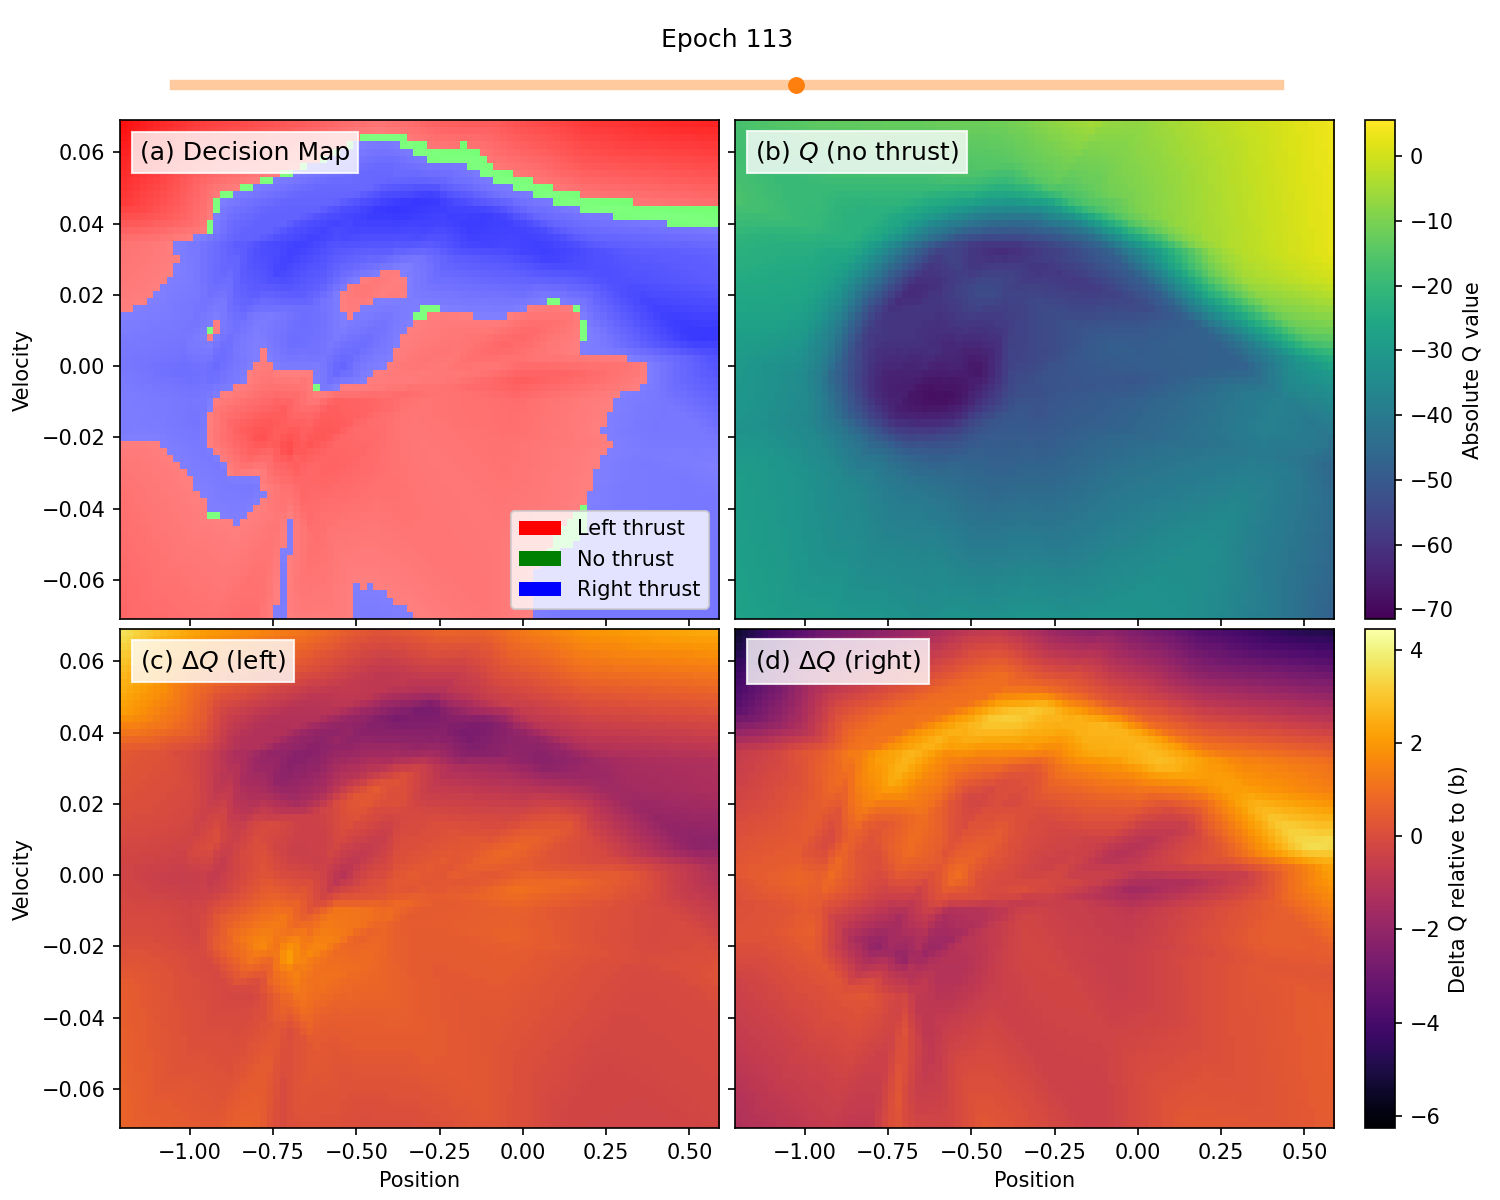 Epoch 113
(a) Decision Map
0.06
0.04
0.02
0.00
−0.02
−0.04
−0.06
Velocity
Left thrust
No thrust
Right thrust
(b) Q (no thrust)
0
−10
−20
−30
−40
−50
−60
−70
Absolute Q value
(c) ΔQ (left)
0.06
0.04
0.02
0.00
−0.02
−0.04
−0.06
Velocity
−1.00 −0.75 −0.50 −0.25 0.00 0.25 0.50
Position
(d) ΔQ (right)
−1.00 −0.75 −0.50 −0.25 0.00 0.25 0.50
Position
4
2
0
−2
−4
−6
Delta Q relative to (b)